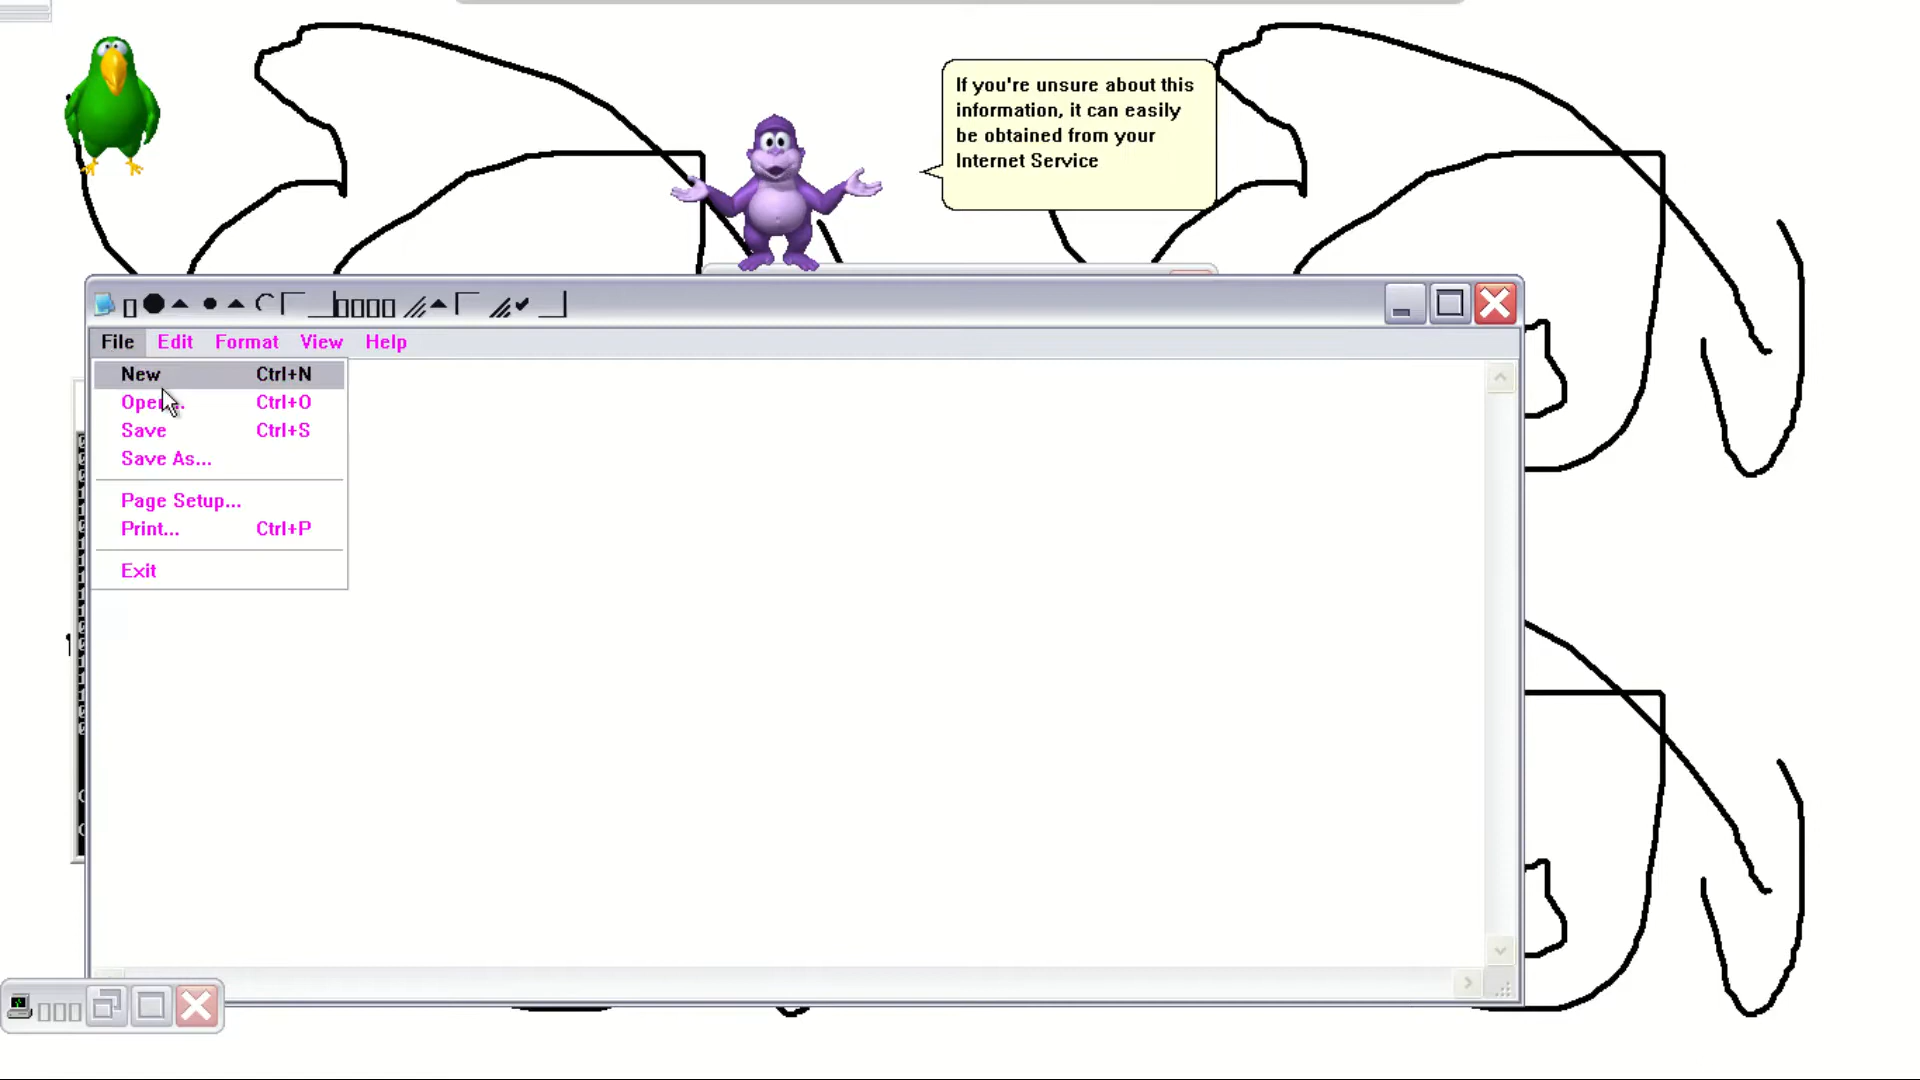 If you're unsure about this
information, it can easily
be obtained from your
Internet Service
File Edit Format View Help
New Ctrl+N
Ctrl+O
Save Ctrl+S
Save As...
Page Setup...
Print... Ctrl+P
Exit